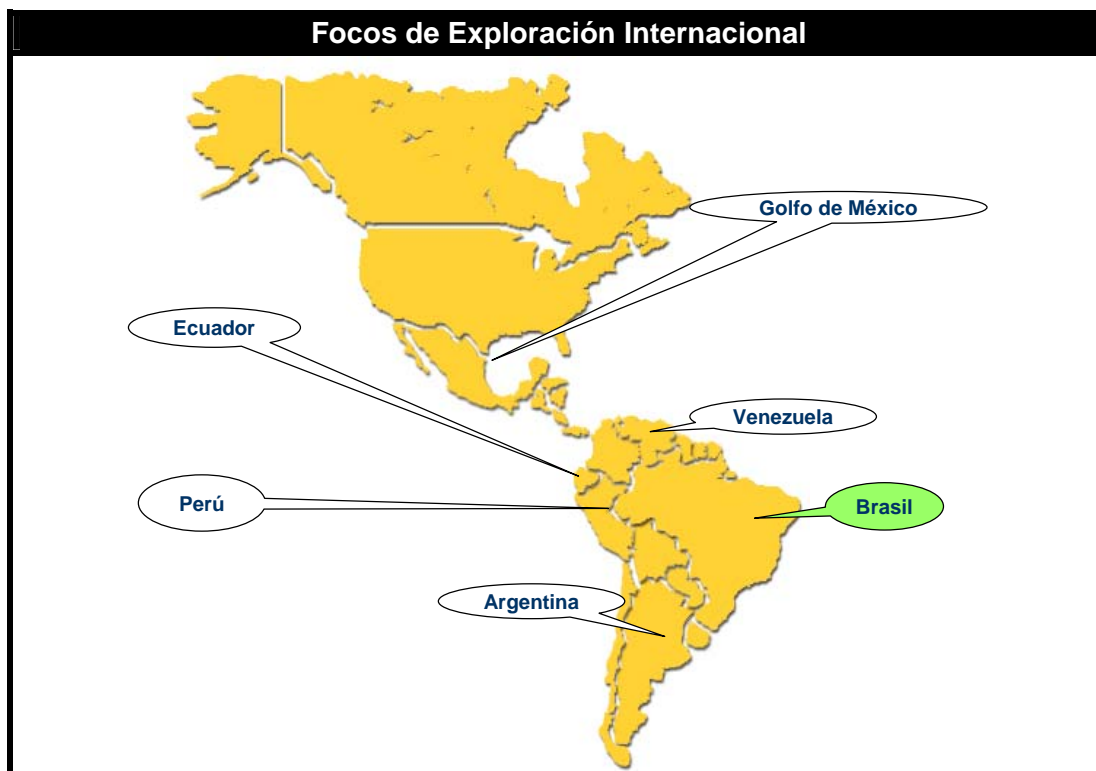 Focos de Exploración Internacional
Golfo de México
Ecuador
Venezuela
Perú
Brasil
Argentina